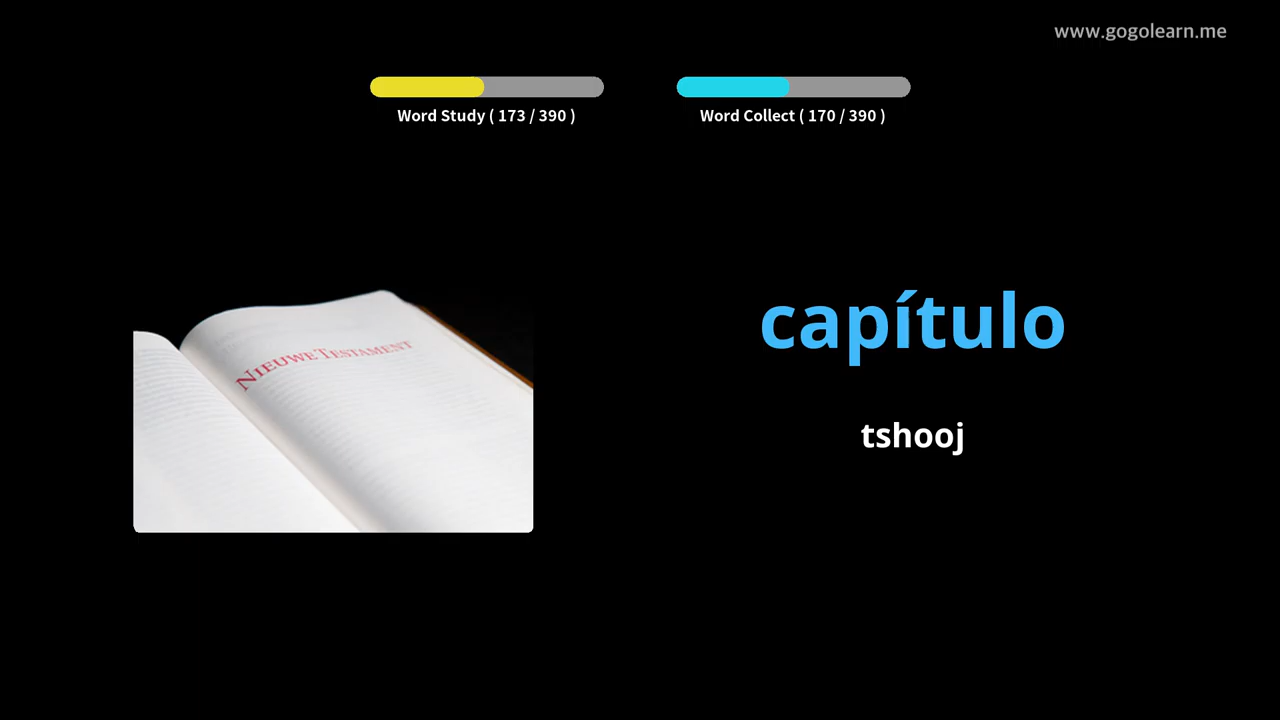 www.gogolearn.me
Word Study ( 173 / 390 )
Word Collect ( 170 / 390 )
NIEUWE TESTAMENT
capítulo
tshooj